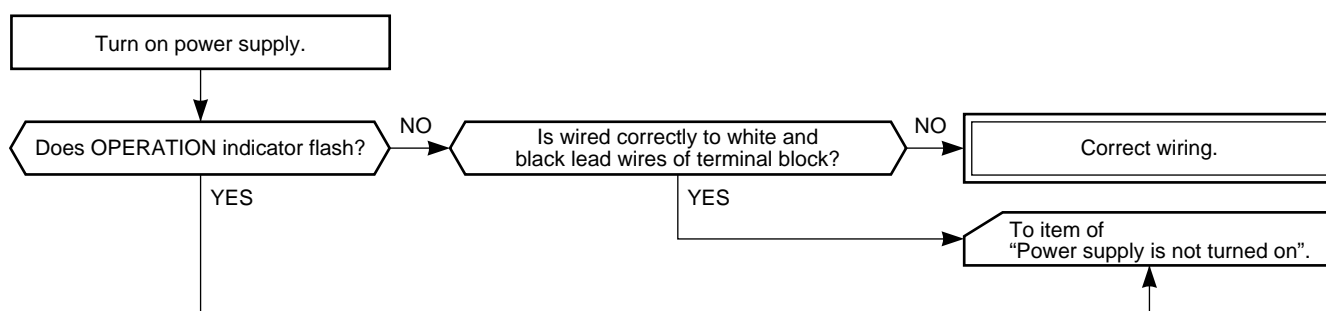 Turn on power supply.
Does OPERATION indicator flash?
NO
Is wired correctly to white and
black lead wires of terminal block?
NO
Correct wiring.
YES
YES
To item of
“Power supply is not turned on”.